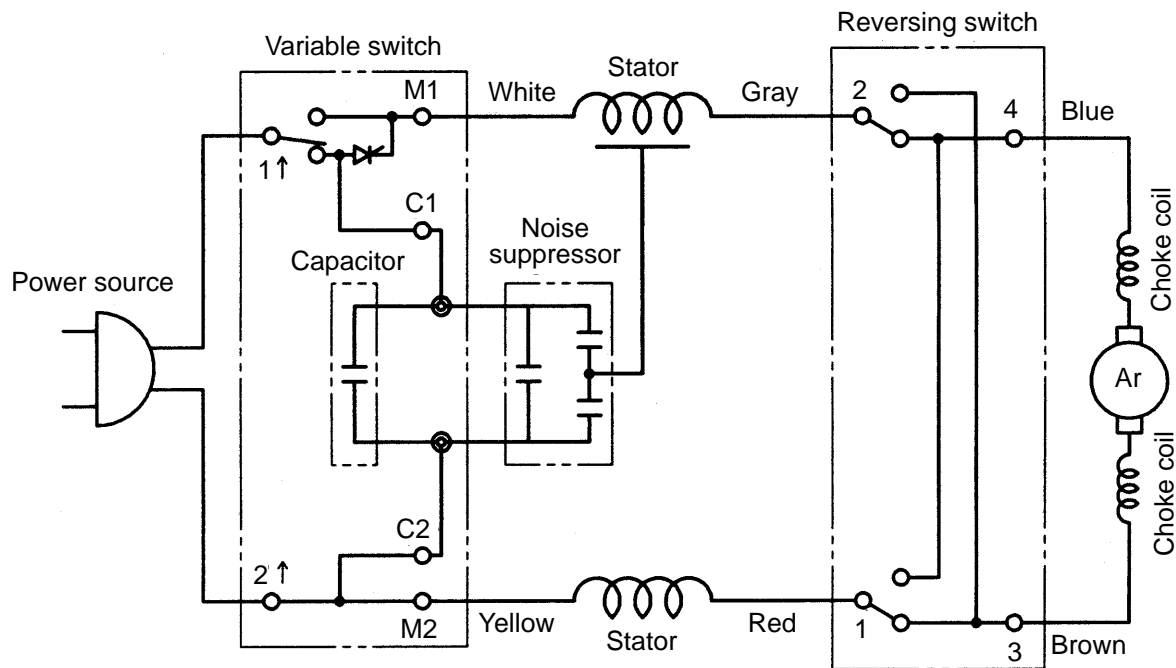 Variable switch
Reversing switch
Stator
M1
White
Gray
2
4
Blue
1↑
C1
Noise
suppressor
Capacitor
Power source
Choke coil
Ar
Choke coil
C2
2↑
M2
Yellow
Stator
Red
1
3
Brown